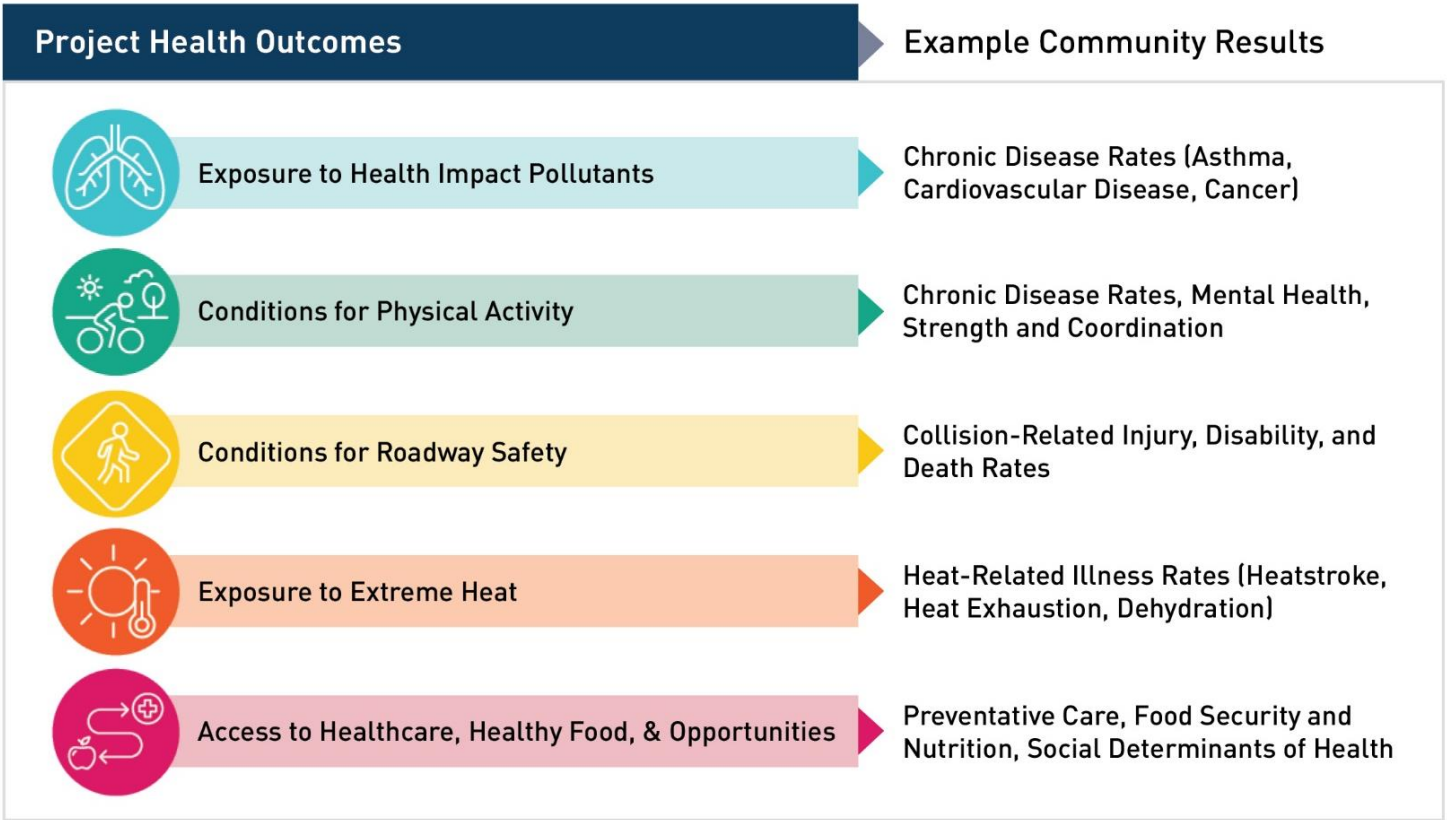 Project Health Outcomes
Example Community Results
Exposure to Health Impact Pollutants
Chronic Disease Rates (Asthma,
Cardiovascular Disease, Cancer)
Conditions for Physical Activity
Chronic Disease Rates, Mental Health,
Strength and Coordination
Conditions for Roadway Safety
Collision-Related Injury, Disability, and
Death Rates
Exposure to Extreme Heat
Heat-Related Illness Rates (Heatstroke,
Heat Exhaustion, Dehydration)
Access to Healthcare, Healthy Food, & Opportunities
Preventative Care, Food Security and
Nutrition, Social Determinants of Health